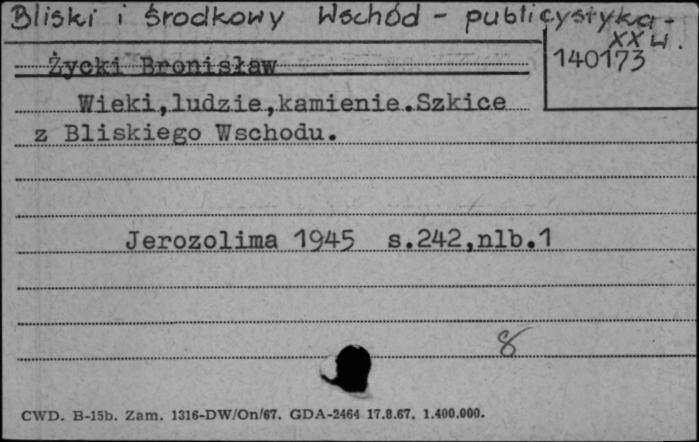 Bliski i środkowy Wschód - publicystyka -
XX w.
140173
Życki Bronisław
Wieki,ludzie,kamienie.Szkice
z Bliskiego Wschodu.
Jerozolima 1945 s.242,nlb.1
8
CWD. B-15b. Zam. 1316-DW/On/67. GDA-2464 17.8.67. 1.400.000.